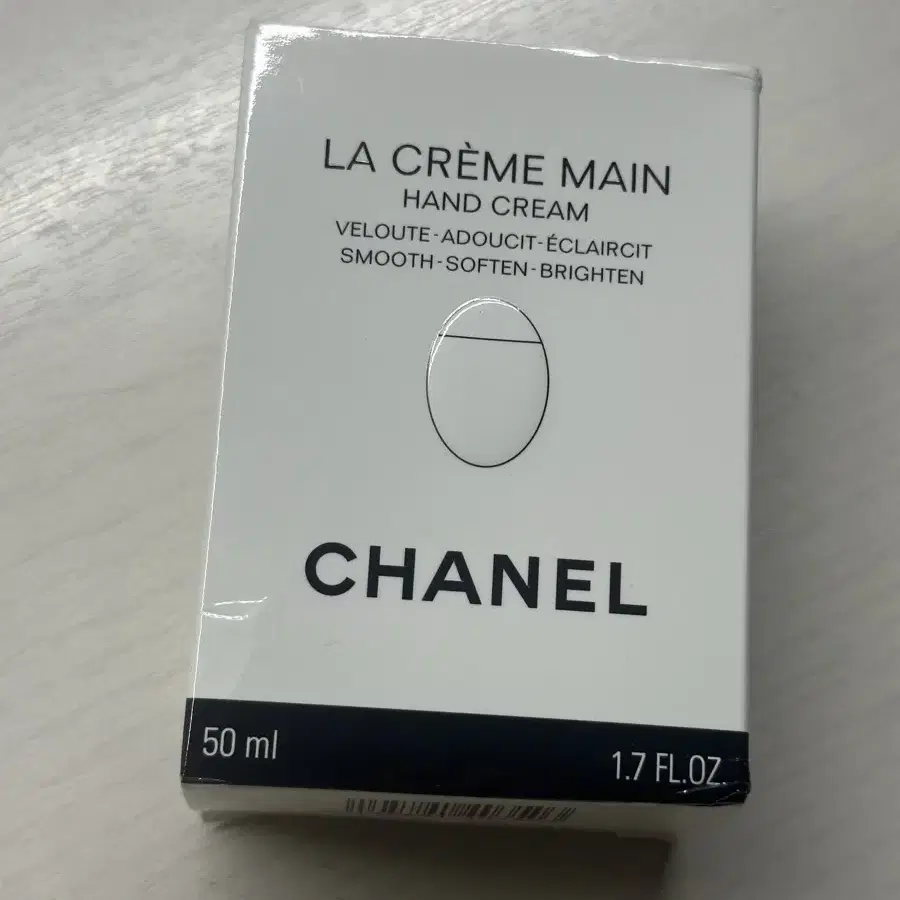 LA CRÈME MAIN
HAND CREAM
VELOUTE-ADOUCIT-ÉCLAIRCIT
SMOOTH-SOFTEN-BRIGHTEN
CHANEL
50 ml
1.7 FL.OZ.